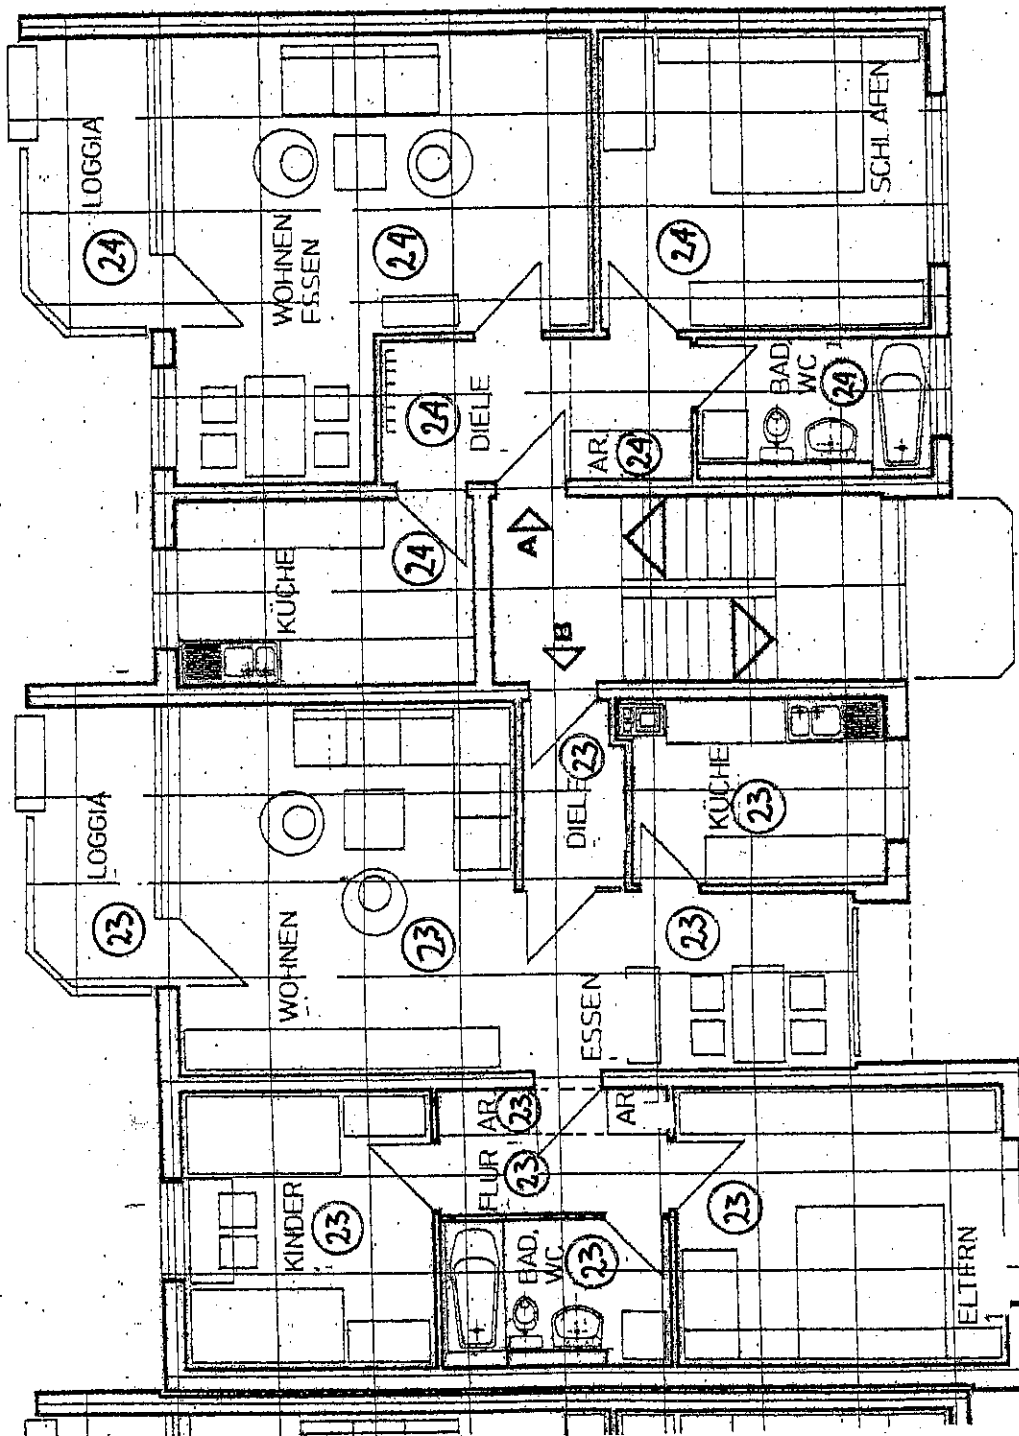 LOGGIA
24
WOHNEN
ESSEN
24
SCHLAFEN
24
DIELE
24
AR.
24
BAD,
WC
24
KÜCHE
24
A
B
LOGGIA
23
WOHNEN
23
DIELE
23
KÜCHE
23
ESSEN
23
KINDER
23
FLUR
23
AR.
23
AR.
BAD,
WC
23
ELTERN
23